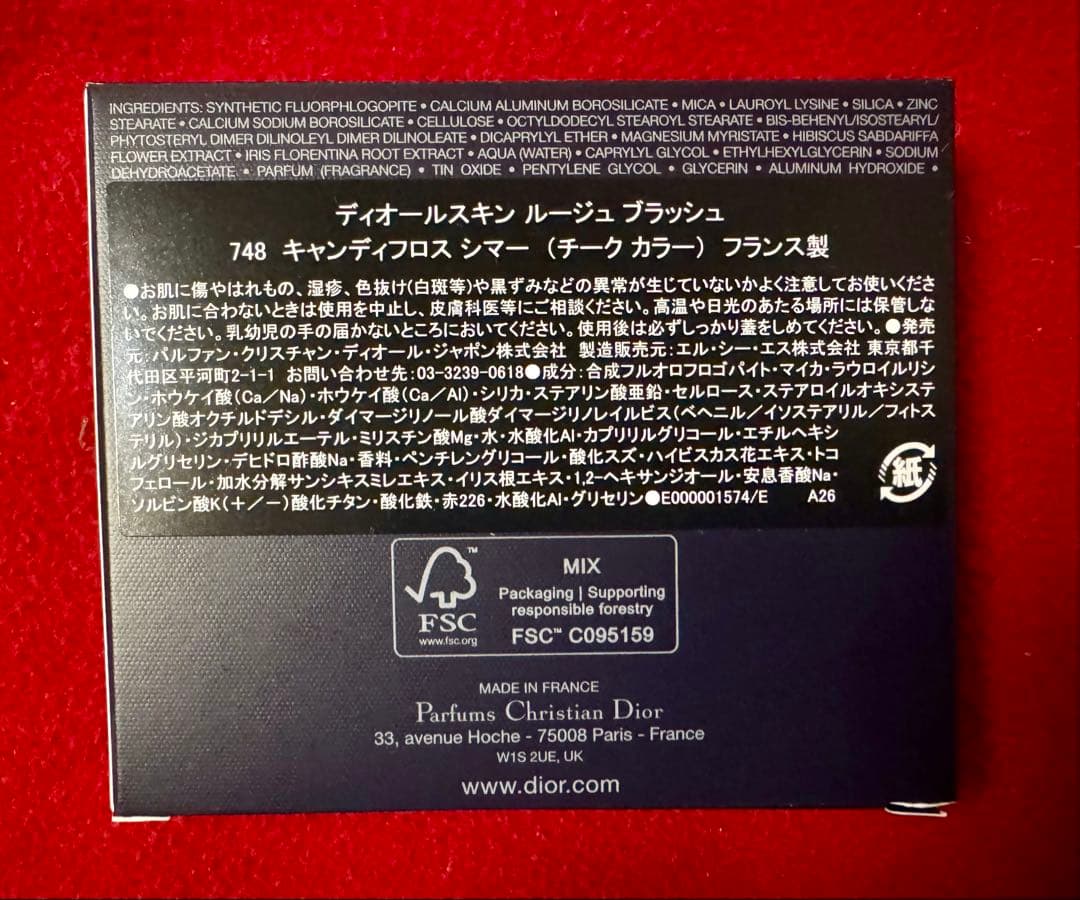 INGREDIENTS: SYNTHETIC FLUORPHLOGOPITE • CALCIUM ALUMINUM BOROSILICATE • MICA • LAUROYL LYSINE • SILICA • ZINC
STEARATE • CALCIUM SODIUM BOROSILICATE • CELLULOSE • OCTYLDODECYL STEAROYL STEARATE • BIS-BEHENYL/ISOSTEARYL/
PHYTOSTERYL DIMER DILINOLEYL DIMER DILINOLEATE • DICAPRYLYL ETHER • MAGNESIUM MYRISTATE • HIBISCUS SABDARIFFA
FLOWER EXTRACT • IRIS FLORENTINA ROOT EXTRACT • AQUA (WATER) • CAPRYLYL GLYCOL • ETHYLHEXYLGLYCERIN • SODIUM
DEHYDROACETATE • PARFUM (FRAGRANCE) • TIN OXIDE • PENTYLENE GLYCOL • GLYCERIN • ALUMINUM HYDROXIDE •
ディオールスキン ルージュ ブラッシュ
748 キャンディフロス シマー (チーク カラー) フランス製
●お肌に傷やはれもの、湿疹、色抜け(白斑等)や黒ずみなどの異常が生じていないかよく注意してお使いくださ
い。お肌に合わないときは使用を中止し、皮膚科医等にご相談ください。高温や日光のあたる場所には保管しな
いでください。乳幼児の手の届かないところにおいてください。使用後は必ずしっかり蓋をしめてください。●発売
元:パルファン・クリスチャン・ディオール・ジャポン株式会社 製造販売元:エル・シー・エス株式会社 東京都千
代田区平河町2-1-1 お問い合わせ先:03-3239-0618●成分:合成フルオロフロゴパイト・マイカ・ラウロイルリシ
ン・ホウケイ酸(Ca/Na)・ホウケイ酸(Ca/Al)・シリカ・ステアリン酸亜鉛・セルロース・ステアロイルオキシステ
アリン酸オクチルドデシル・ダイマージリノール酸ダイマージリノレイルビス(ベヘニル/イソステアリル/フィトス
テリル)・ジカプリリルエーテル・ミリスチン酸Mg・水・水酸化Al・カプリリルグリコール・エチルヘキシ
ルグリセリン・デヒドロ酢酸Na・香料・ペンチレングリコール・酸化スズ・ハイビスカス花エキス・トコ
フェロール・加水分解サンシキスミレエキス・イリス根エキス・1,2-ヘキサンジオール・安息香酸Na・
ソルビン酸K(+/-)酸化チタン・酸化鉄・赤226・水酸化Al・グリセリン●E000001574/E A26
紙
FSC™
www.fsc.org
MIX
Packaging | Supporting
responsible forestry
FSC™ C095159
MADE IN FRANCE
Parfums Christian Dior
33, avenue Hoche - 75008 Paris - France
W1S 2UE, UK
www.dior.com